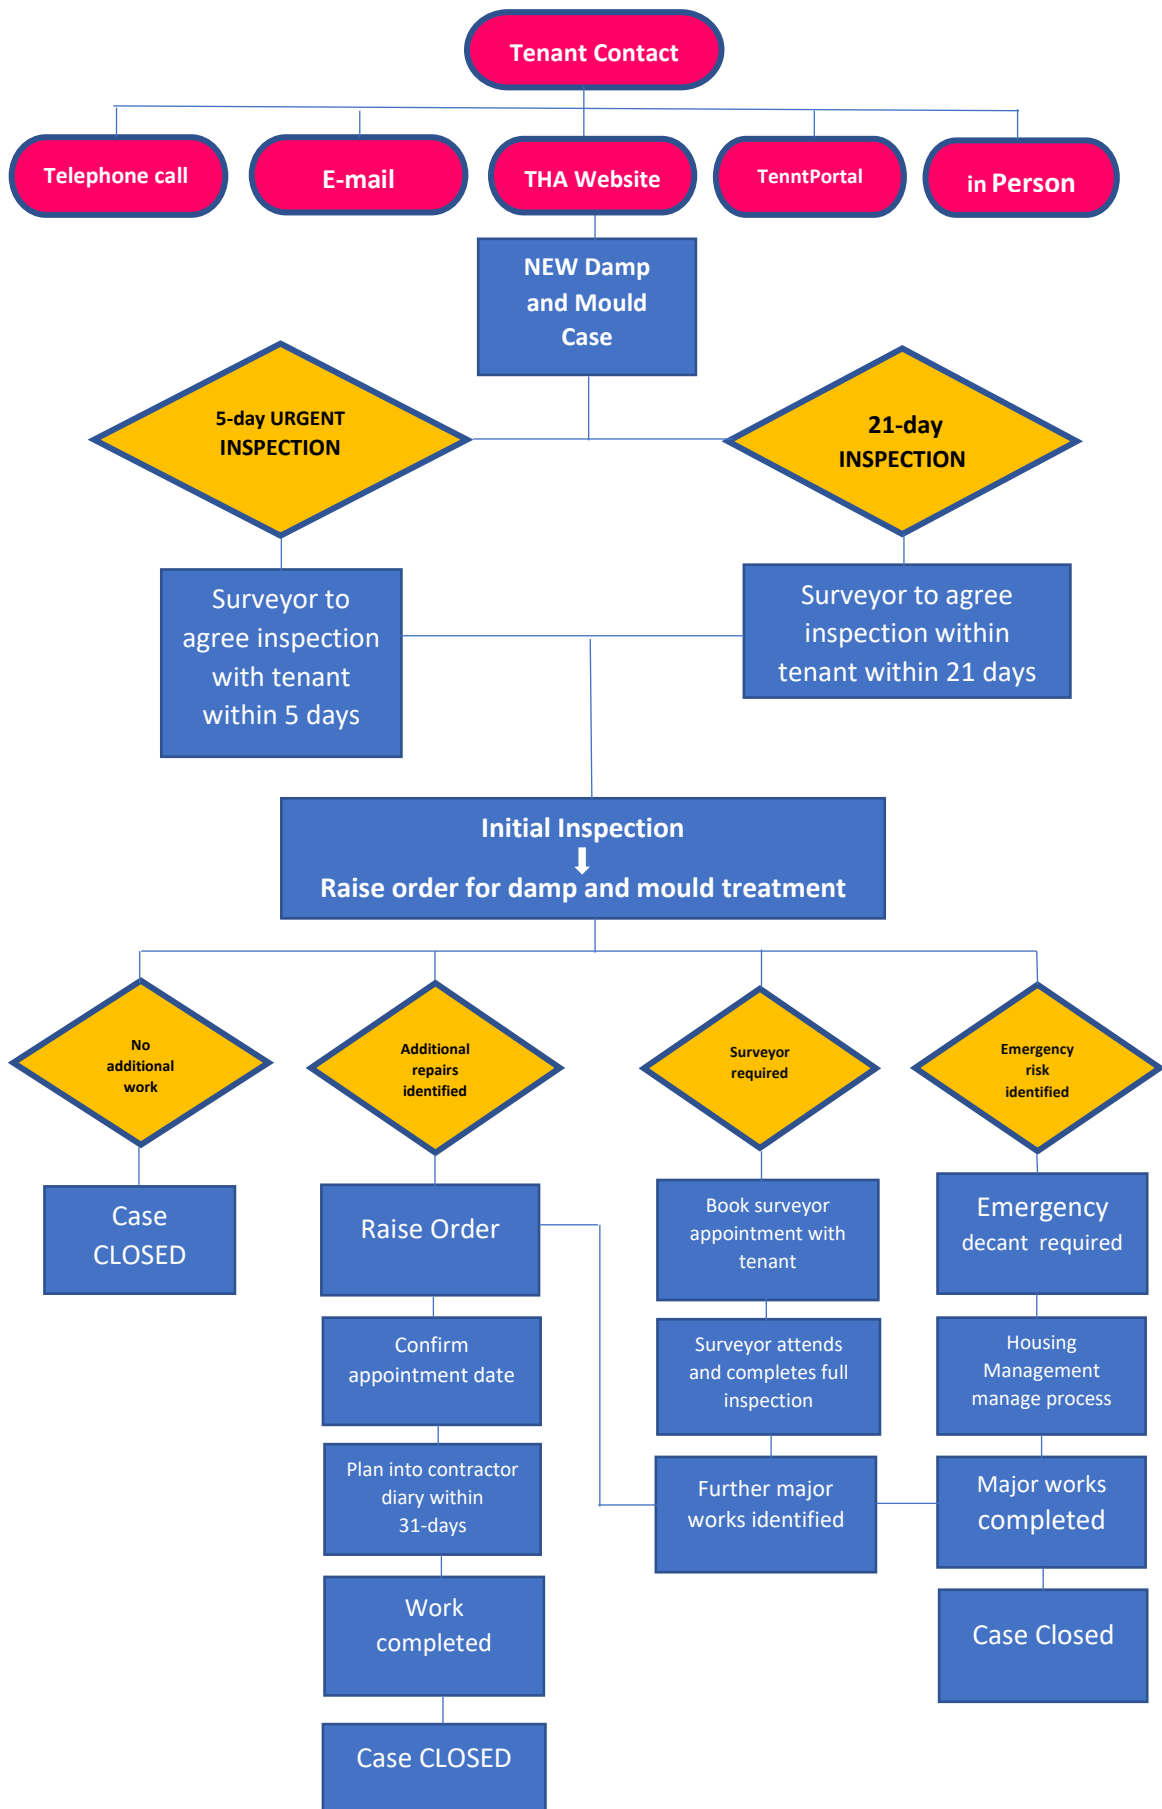 Tenant Contact
Telephone call
E-mail
THA Website
TenntPortal
in Person
NEW Damp
and Mould
Case
5-day URGENT
INSPECTION
21-day
INSPECTION
Surveyor to
agree inspection
with tenant
within 5 days
Surveyor to agree
inspection within
tenant within 21 days
Initial Inspection
Raise order for damp and mould treatment
No
additional
work
Additional
repairs
identified
Surveyor
required
Emergency
risk
identified
Case
CLOSED
Raise Order
Book surveyor
appointment with
tenant
Emergency
decant required
Confirm
appointment date
Surveyor attends
and completes full
inspection
Housing
Management
manage process
Plan into contractor
diary within
31-days
Further major
works identified
Major works
completed
Work
completed
Case Closed
Case CLOSED